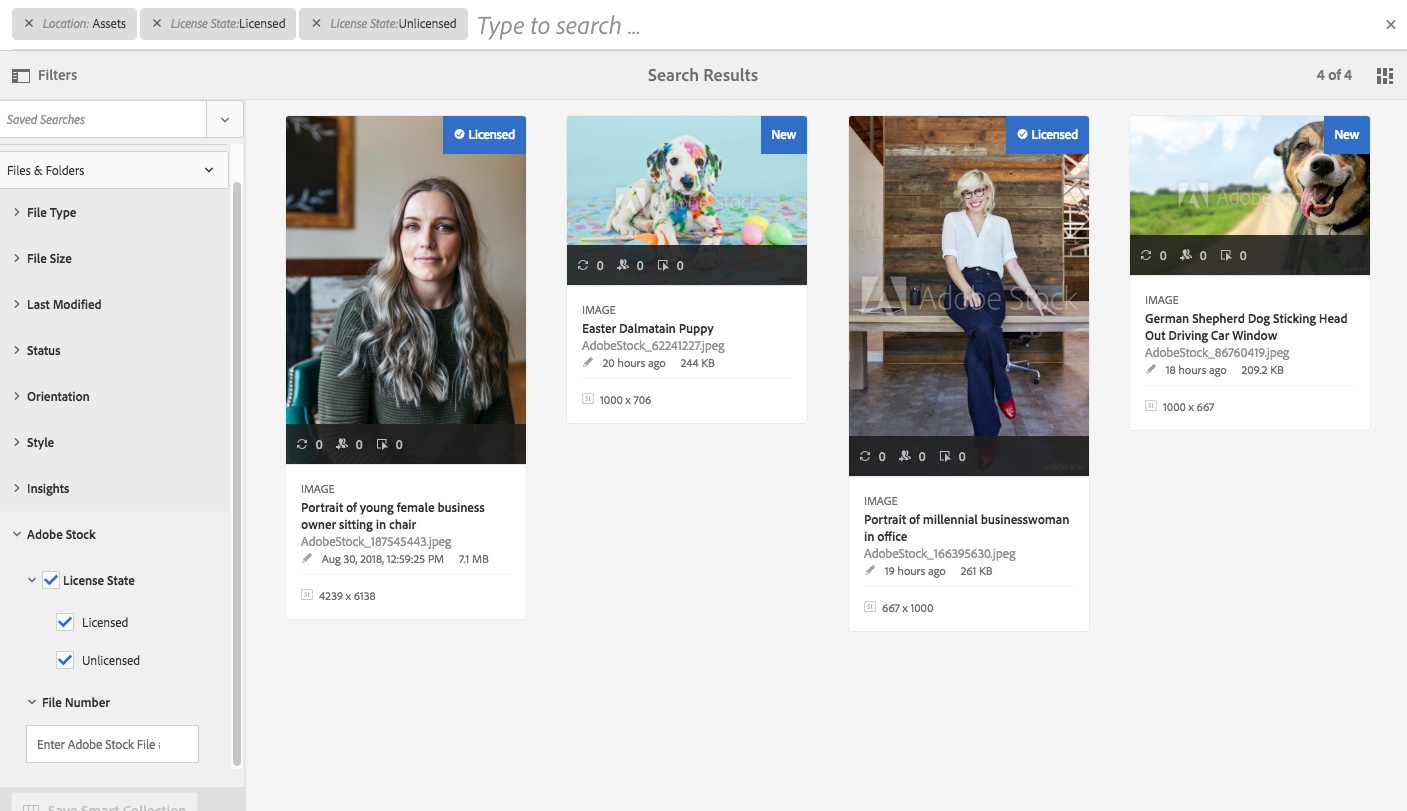 Location: Assets
License State:Licensed
License State:Unlicensed
Type to search ...
Filters
Search Results
4 of 4
Saved Searches
Files & Folders
File Type
File Size
Last Modified
Status
Orientation
Style
Insights
Adobe Stock
License State
Licensed
Unlicensed
File Number
Enter Adobe Stock File
Save Smart Collection
Licensed
0 0 0
IMAGE
Portrait of young female business
owner sitting in chair
AdobeStock_187545443.jpeg
Aug 30, 2018, 12:59:25 PM 7.1 MB
St 4239 x 6138
New
Adobe Stock
0 0 0
IMAGE
Easter Dalmatain Puppy
AdobeStock_62241227.jpeg
20 hours ago 244 KB
St 1000 x 706
Licensed
Adobe Stock
0 0 0
IMAGE
Portrait of millennial businesswoman
in office
AdobeStock_166395630.jpeg
19 hours ago 261 KB
St 667 x 1000
New
Adobe Stock
0 0 0
IMAGE
German Shepherd Dog Sticking Head
Out Driving Car Window
AdobeStock_86760419.jpeg
18 hours ago 209.2 KB
St 1000 x 667